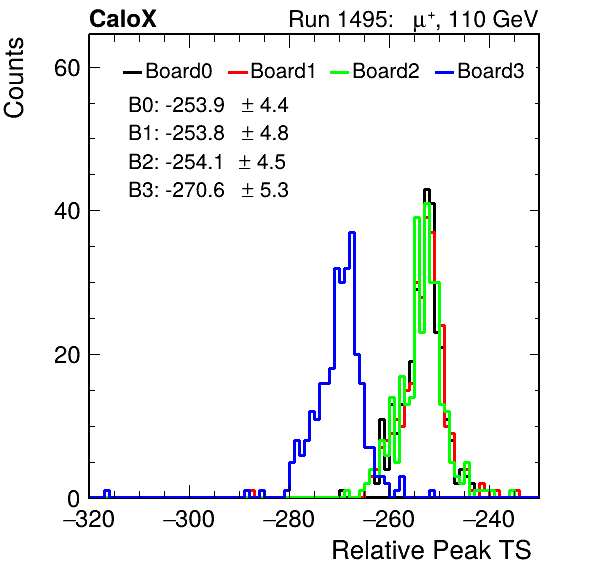 CaloX Run 1495: μ⁺, 110 GeV
Counts
60
Board0 Board1 Board2 Board3
B0: -253.9 ± 4.4
B1: -253.8 ± 4.8
B2: -254.1 ± 4.5
B3: -270.6 ± 5.3
40
20
0
−320 −300 −280 −260 −240
Relative Peak TS